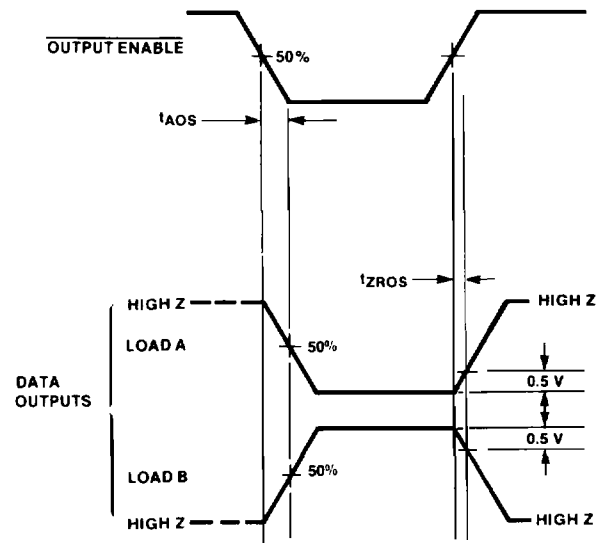 OUTPUT ENABLE
50%
tAOS
tZROS
HIGH Z
HIGH Z
LOAD A
50%
0.5 V
DATA
OUTPUTS
0.5 V
LOAD B
50%
HIGH Z
HIGH Z